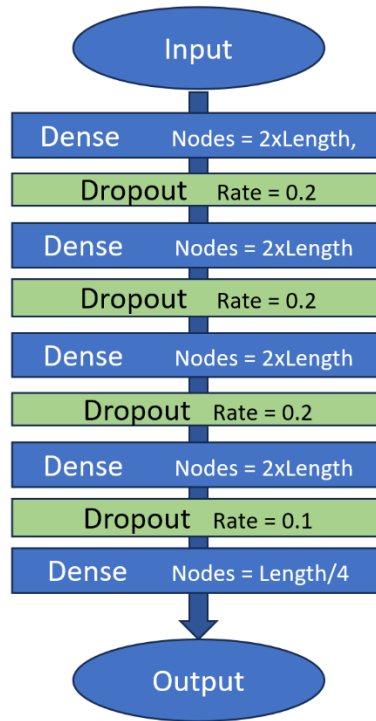 Input
Dense Nodes = 2xLength,
Dropout Rate = 0.2
Dense Nodes = 2xLength
Dropout Rate = 0.2
Dense Nodes = 2xLength
Dropout Rate = 0.2
Dense Nodes = 2xLength
Dropout Rate = 0.1
Dense Nodes = Length/4
Output